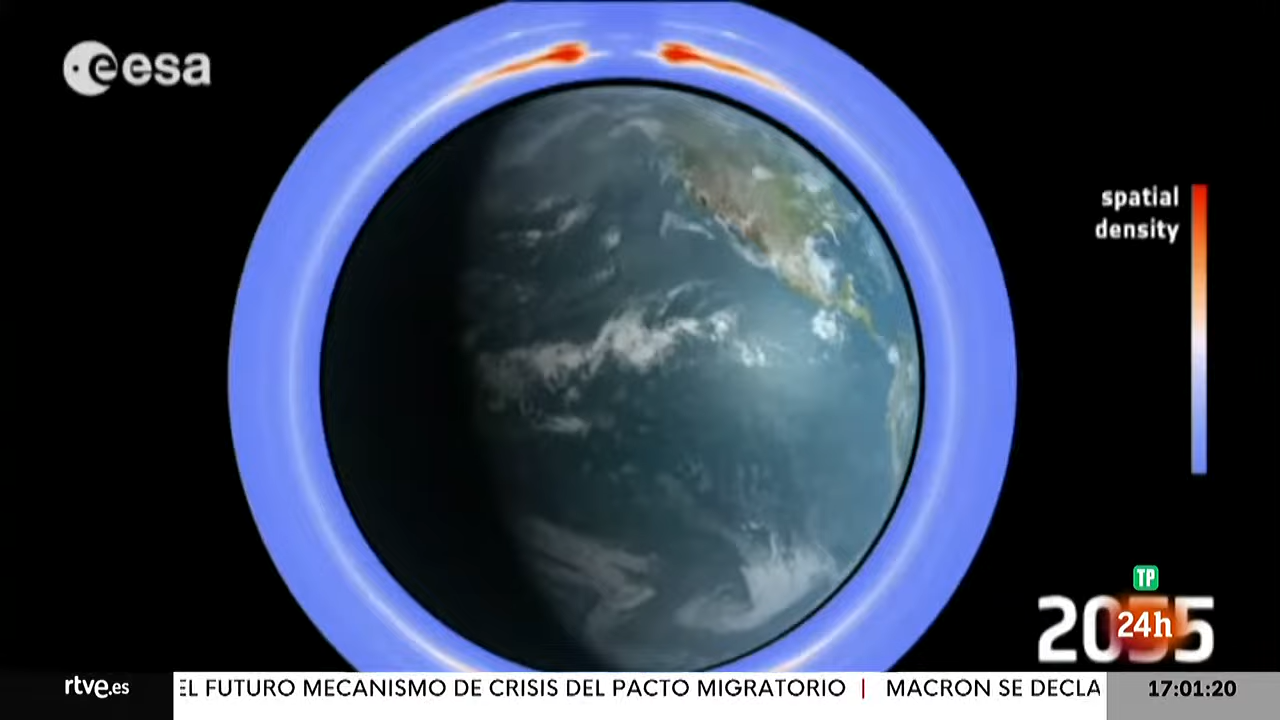 esa
spatial
density
TP
2055
24h
rtve.es
EL FUTURO MECANISMO DE CRISIS DEL PACTO MIGRATORIO | MACRON SE DECLA
17:01:20